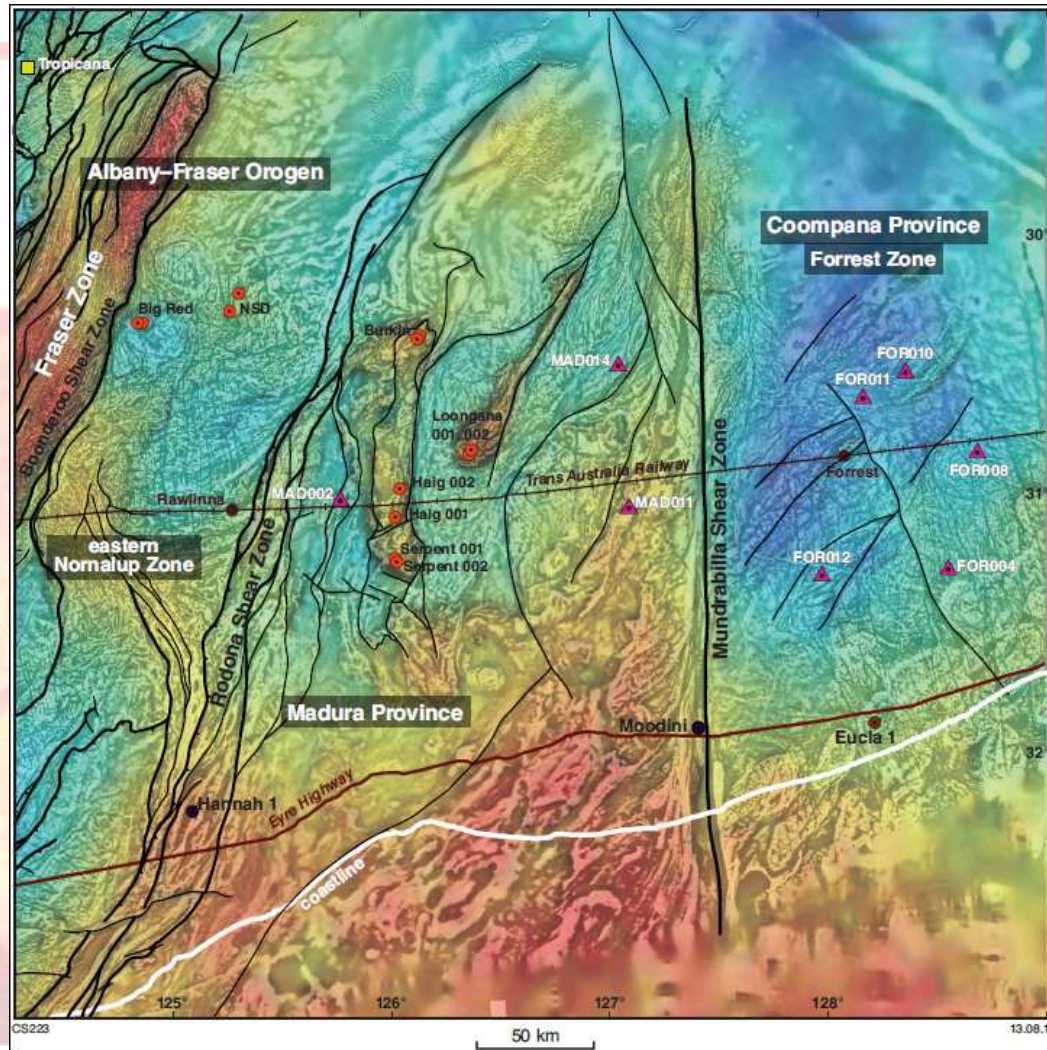 Tropicana
Albany–Fraser Orogen
Coompana Province
30°
Forrest Zone
Fraser Zone
Boonderoo Shear Zone
Big Red
NSD
Burkin
MAD014
FOR010
FOR011
Loongana
001, 002
FOR008
Forrest
Trans Australia Railway
Haig 002
MAD002
Rawlinna
31
MAD011
Haig 001
eastern
Nornalup Zone
Serpent 001
Serpent 002
FOR012
FOR004
Rodona Shear Zone
Mundrabilla Shear Zone
Madura Province
Moodini
Eucla 1
32
Hannah 1
Eyre Highway
coastline
125°
126°
127°
128°
CS223
50 km
13.08.1